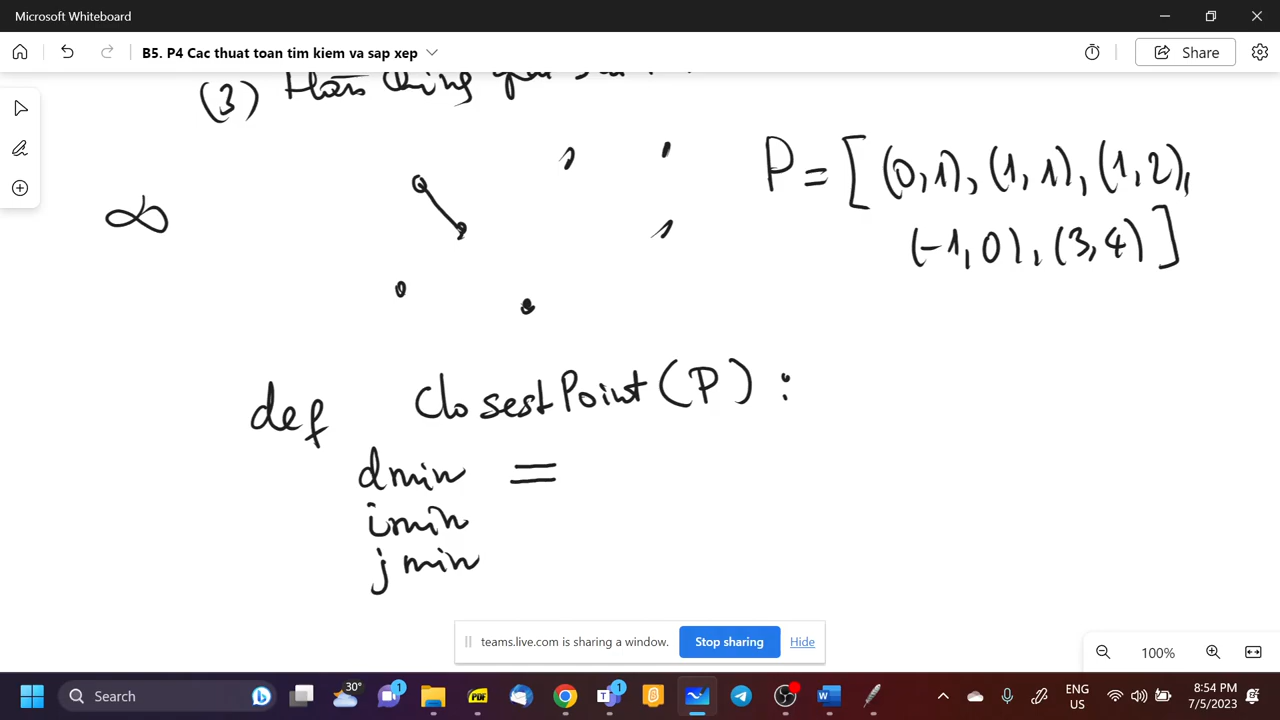 Microsoft Whiteboard
B5. P4 Cac thuat toan tim kiem va sap xep
Share
(3)
P = [(0,1), (1,1), (1,2),
(-1,0), (3,4)]
∞
def ClosestPoint(P):
dmin =
imin
jmin
teams.live.com is sharing a window.
Stop sharing
Hide
100%
Search
30°
1
1
ENG
US
8:54 PM
7/5/2023